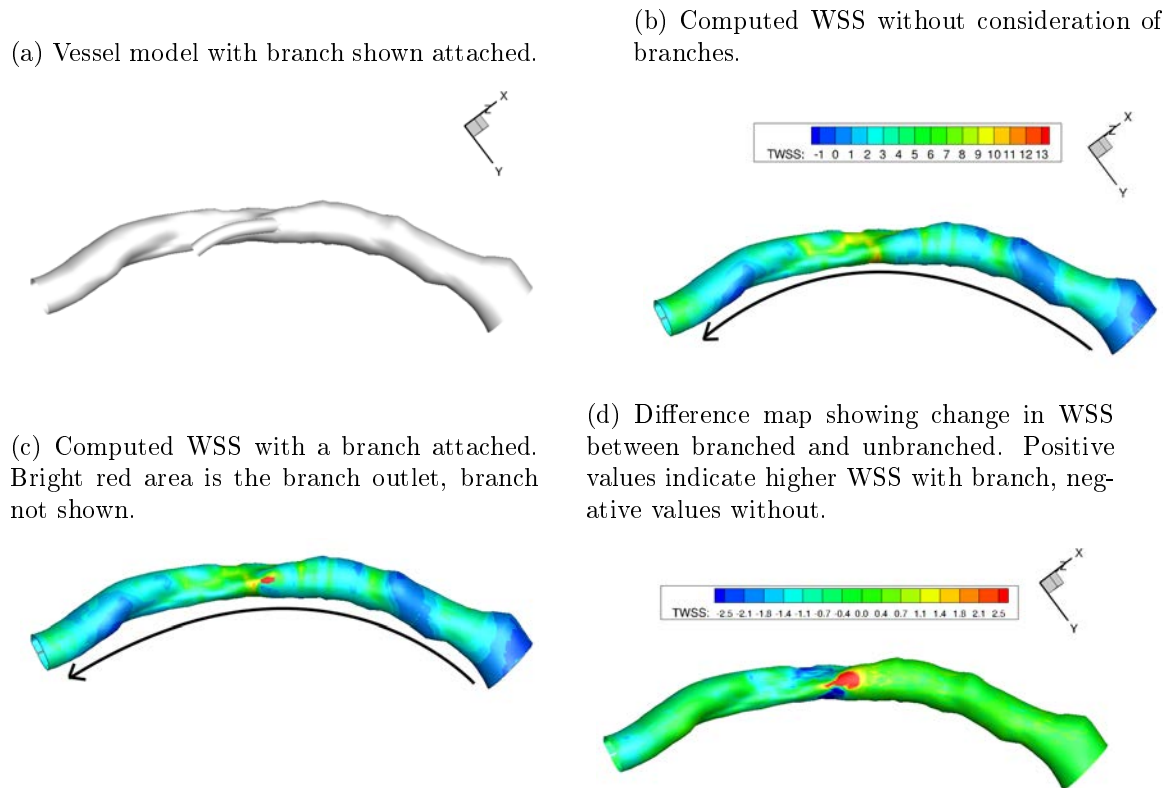 (a) Vessel model with branch shown attached.
(b) Computed WSS without consideration of
branches.
X
Z
Y
TWSS: -1 0 1 2 3 4 5 6 7 8 9 10 11 12 13
X
Z
Y
(c) Computed WSS with a branch attached.
Bright red area is the branch outlet, branch
not shown.
(d) Difference map showing change in WSS
between branched and unbranched. Positive
values indicate higher WSS with branch, neg-
ative values without.
TWSS: -2.5 -2.1 -1.8 -1.4 -1.1 -0.7 -0.4 0.0 0.4 0.7 1.1 1.4 1.8 2.1 2.5
X
Z
Y